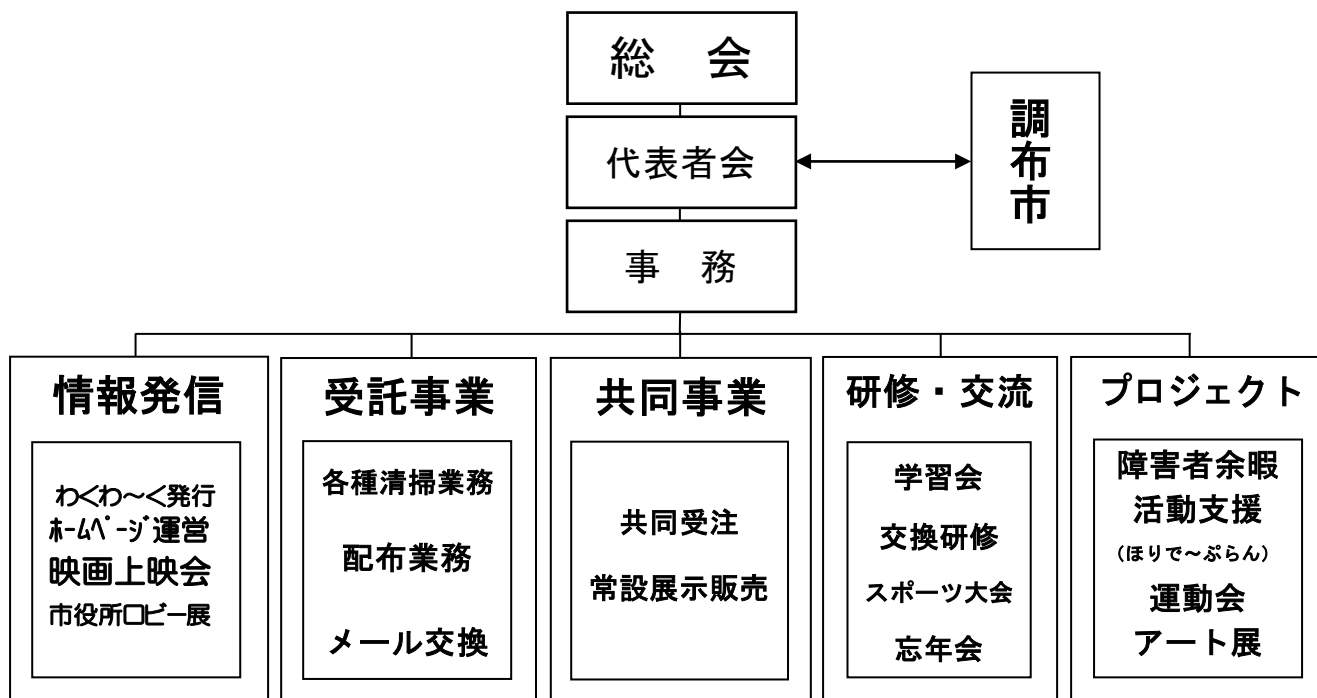 総　会
調布市
代表者会
事　務
情報発信
わくわ～く発行
ﾎｰﾑﾍﾟｰｼﾞ運営
映画上映会
市役所ロビー展
受託事業
各種清掃業務
配布業務
メール交換
共同事業
共同受注
常設展示販売
研修・交流
学習会
交換研修
スポーツ大会
忘年会
プロジェクト
障害者余暇
活動支援
(ほりで～ぷらん)
運動会
アート展